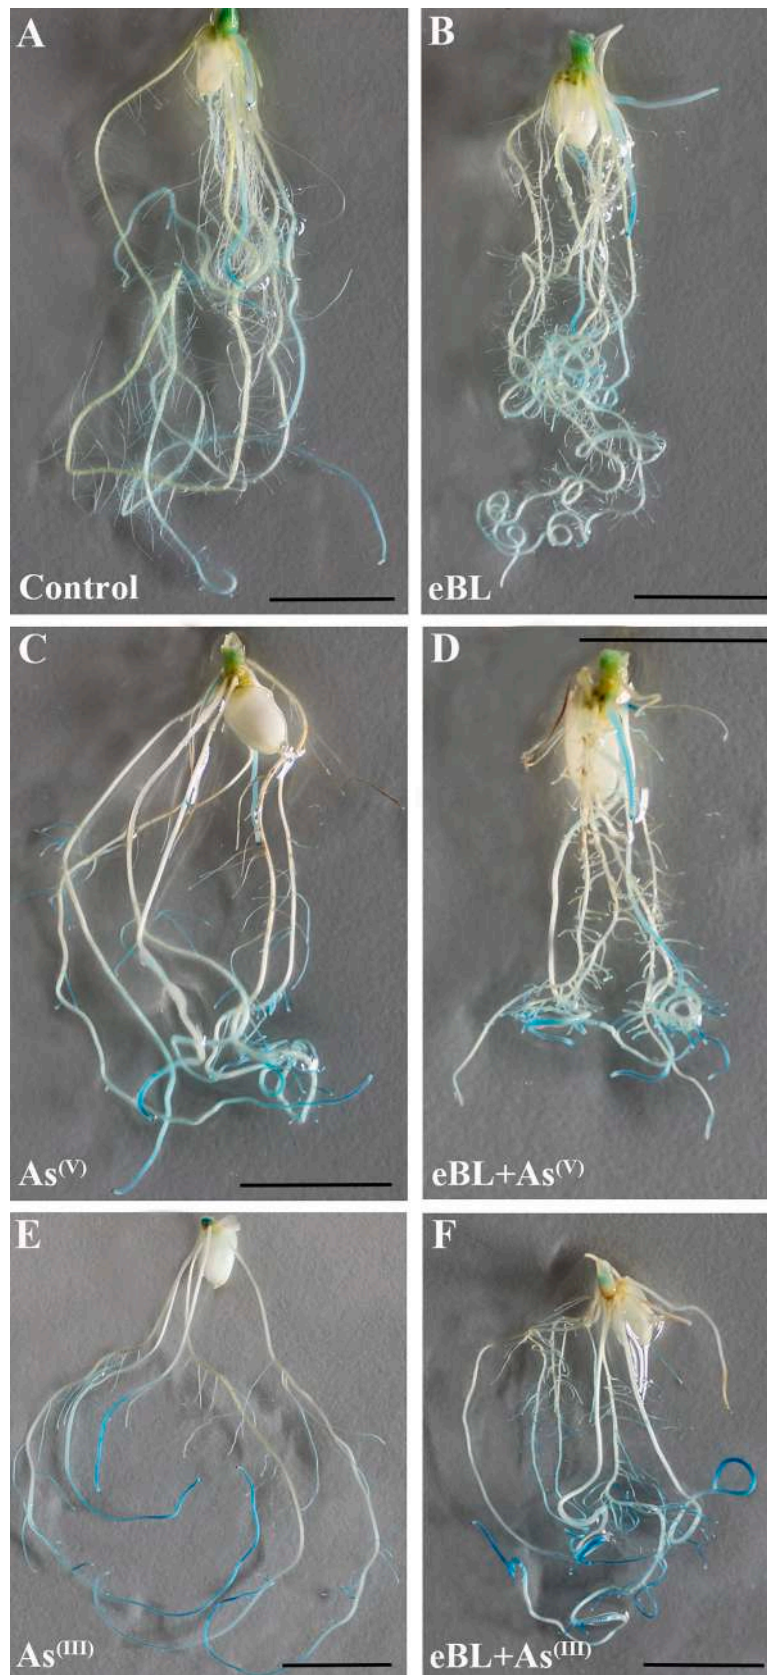 A
B
Control
eBL
C
D
As(V)
eBL+As(V)
E
F
As(III)
eBL+As(III)